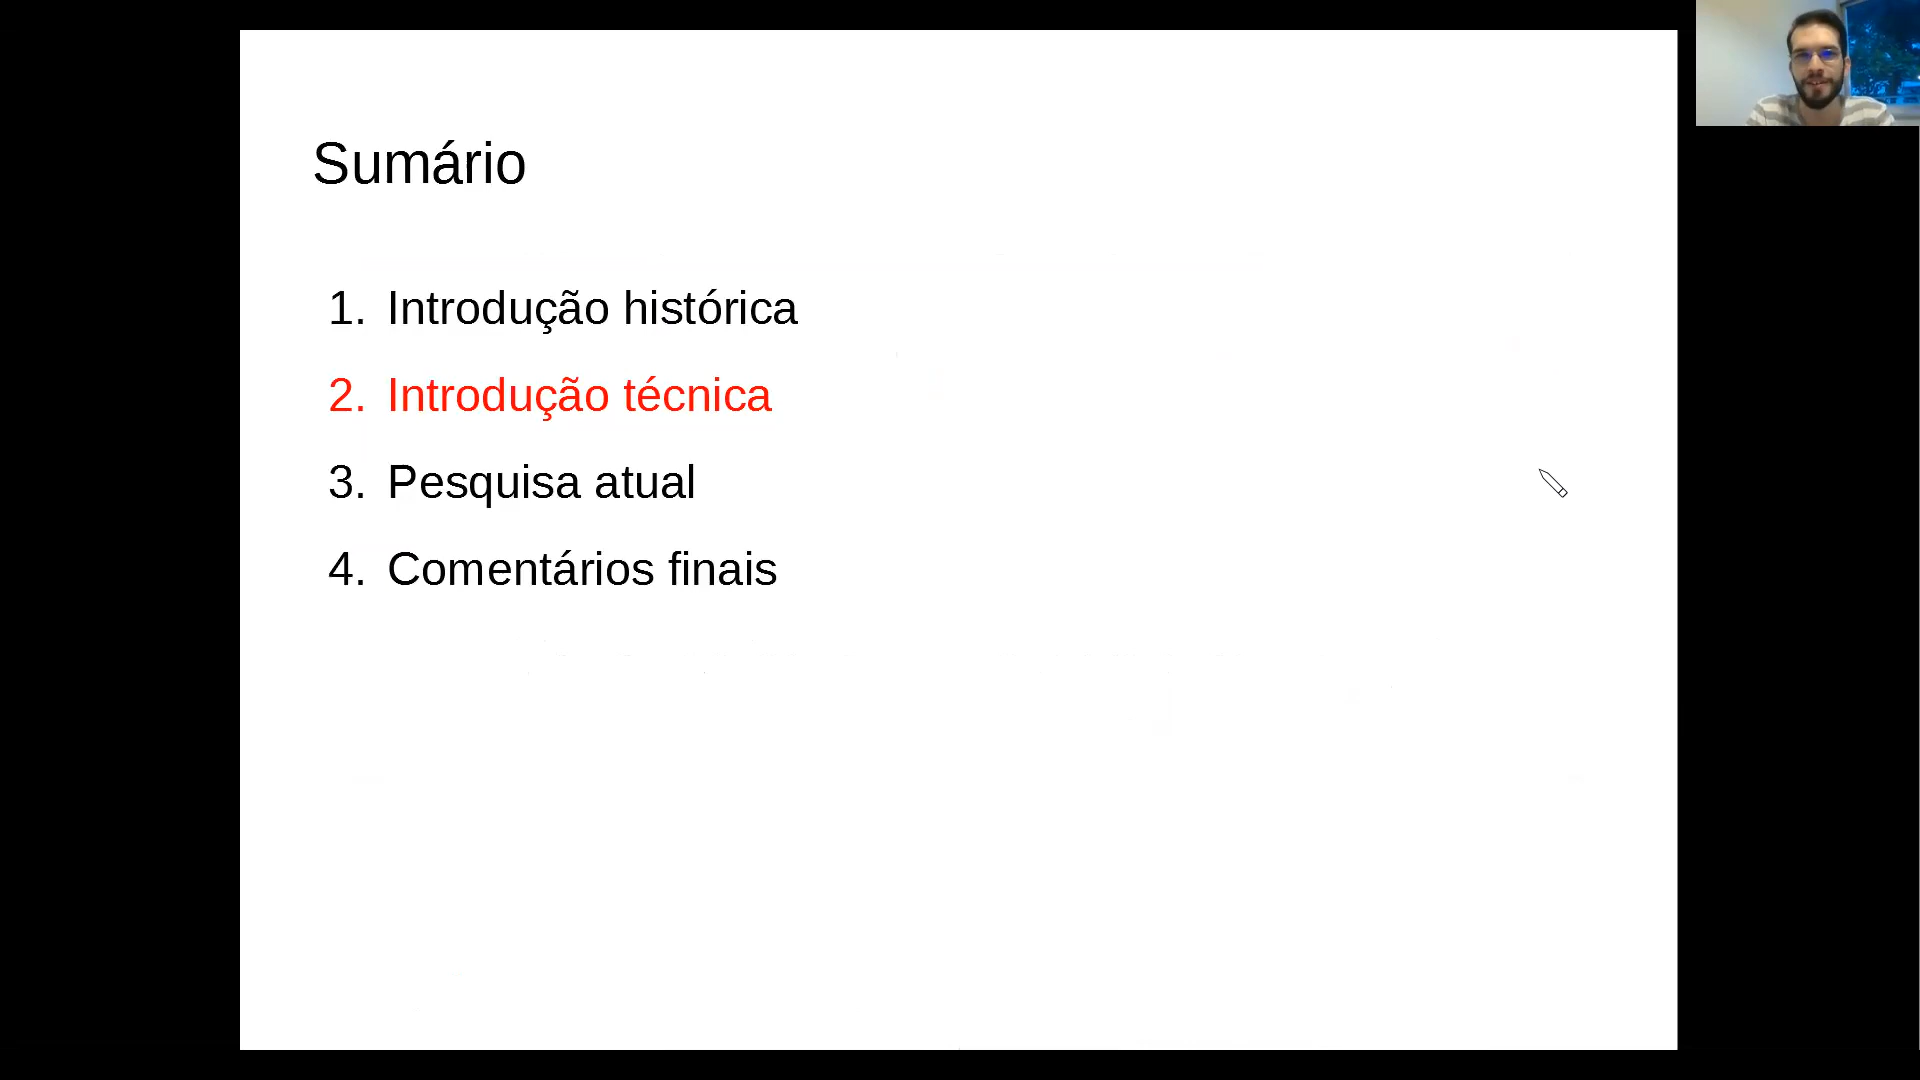 Sumário
1. Introdução histórica
2. Introdução técnica
3. Pesquisa atual
4. Comentários finais